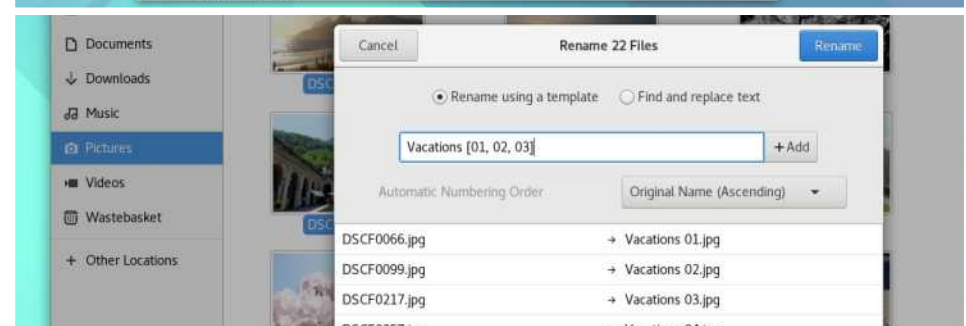 Documents
Downloads
Music
Pictures
Videos
Wastebasket
+ Other Locations
DSC
DSC
Cancel
Rename 22 Files
Rename
Rename using a template
Find and replace text
Vacations [01, 02, 03]
+ Add
Automatic Numbering Order
Original Name (Ascending)
DSCF0066.jpg → Vacations 01.jpg
DSCF0099.jpg → Vacations 02.jpg
DSCF0217.jpg → Vacations 03.jpg